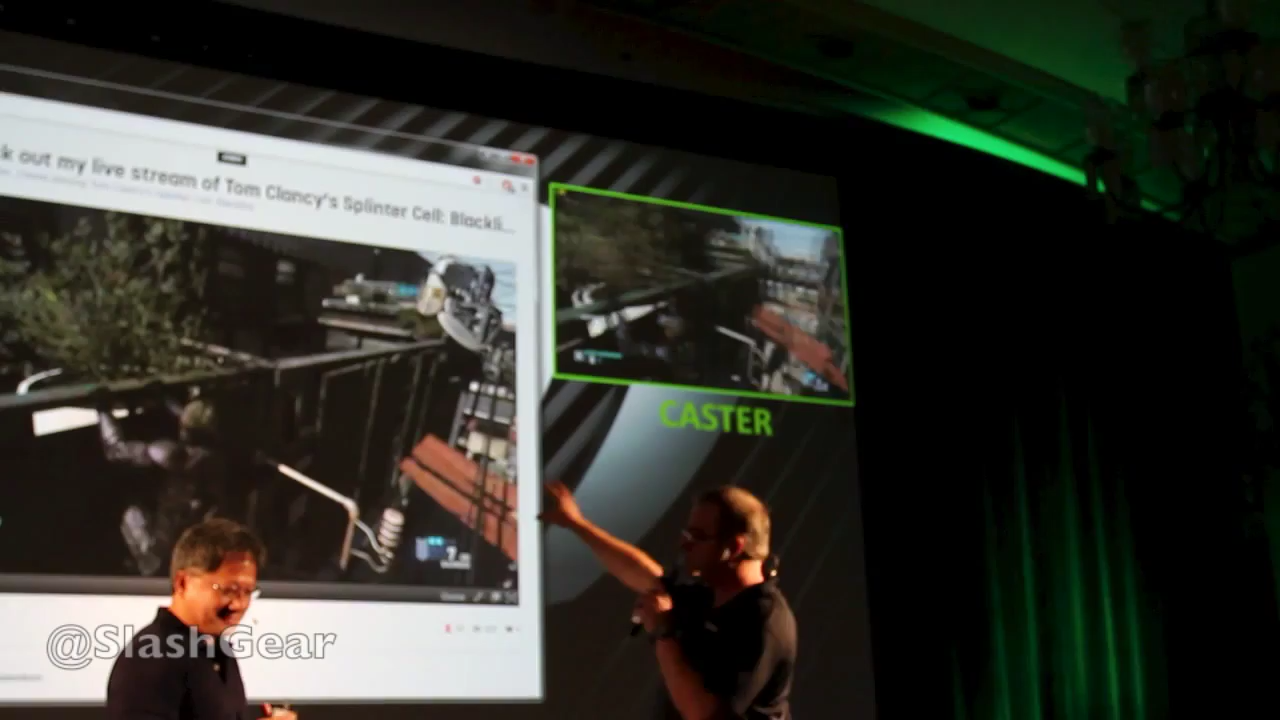 k out my live stream of Tom Clancy's Splinter Cell: Blackli...
CASTER
@SlashGear